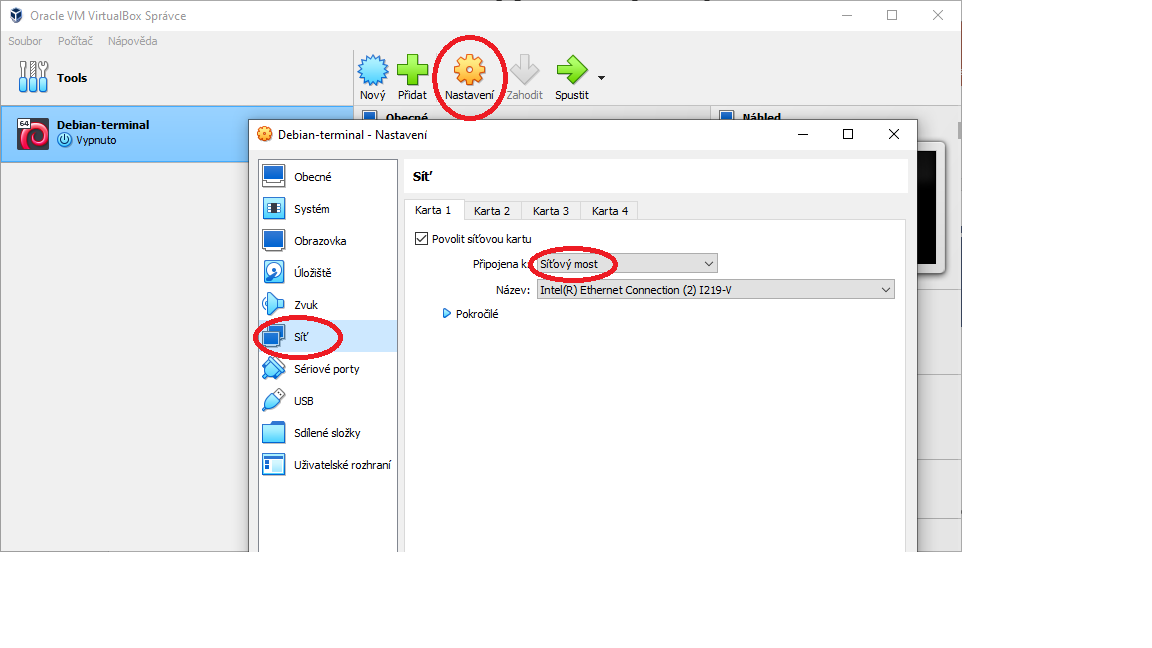 Oracle VM VirtualBox Správce
Soubor Počítač Nápověda
Tools
Nový Přidat Nastavení Zahodit Spustit
64
Debian-terminal
Vypnuto
Obecné
Náhled
Debian-terminal - Nastavení
Obecné
Systém
Obrazovka
Úložiště
Zvuk
Síť
Sériové porty
USB
Sdílené složky
Uživatelské rozhraní
Síť
Karta 1 Karta 2 Karta 3 Karta 4
Povolit síťovou kartu
Připojena k: Síťový most
Název: Intel(R) Ethernet Connection (2) I219-V
Pokročilé